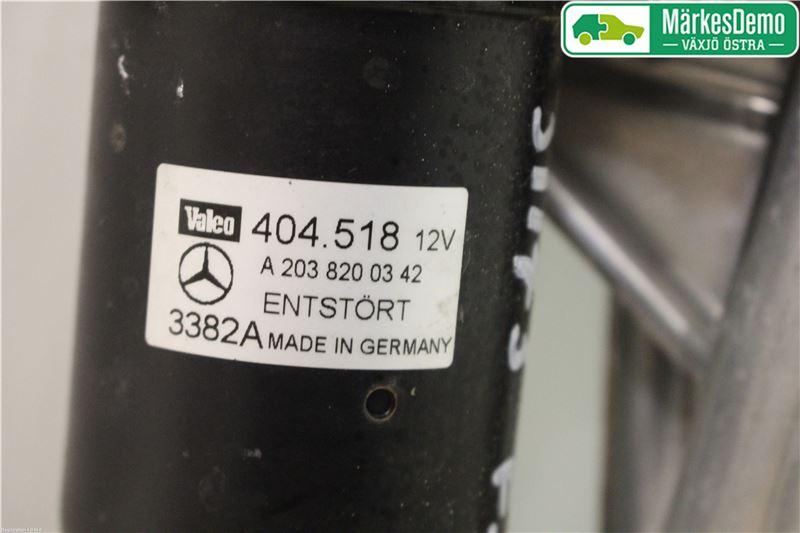 MärkesDemo
VÄXJÖ ÖSTRA
Valeo 404.518 12V
A 203 820 03 42
ENTSTÖRT
3382A MADE IN GERMANY